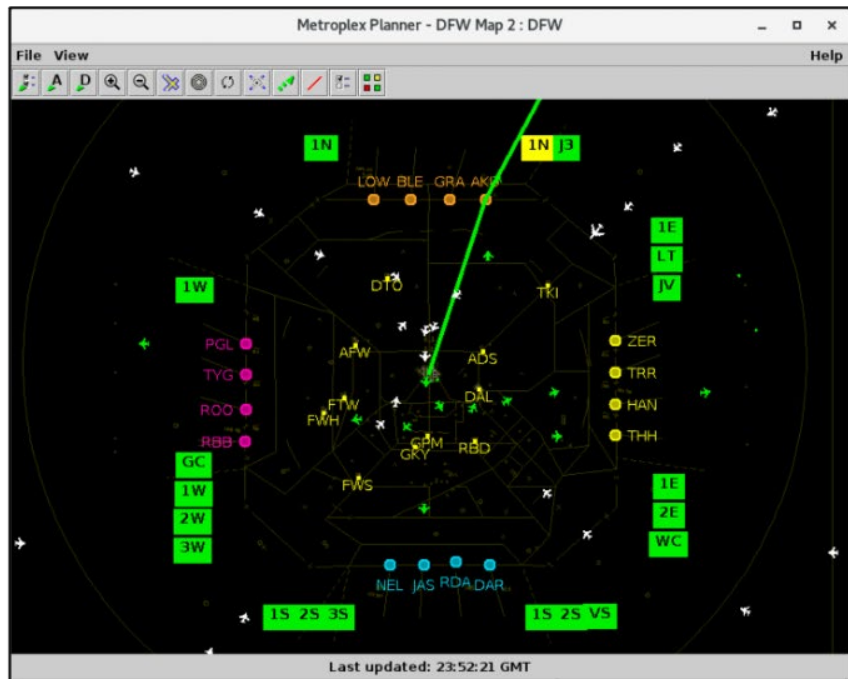 Metroplex Planner - DFW Map 2 : DFW
File View Help
A D
1N 1N J3
LOW BLE GRA AKO
1E
LT
JV
1W
DTO
TKI
PGL ZER
TYG AFW ADS TRR
ROO FTW DAL HAN
FWH
RBB GPM RBD THH
GKY
GC
1W FWS 1E
2W 2E
3W WC
NEL JAS RDA DAR
1S 2S 3S 1S 2S VS
Last updated: 23:52:21 GMT